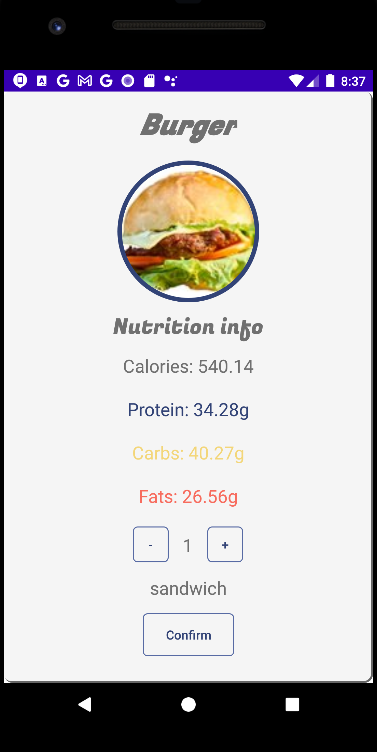 8:37
Burger
Nutrition info
Calories: 540.14
Protein: 34.28g
Carbs: 40.27g
Fats: 26.56g
- 1 +
sandwich
Confirm